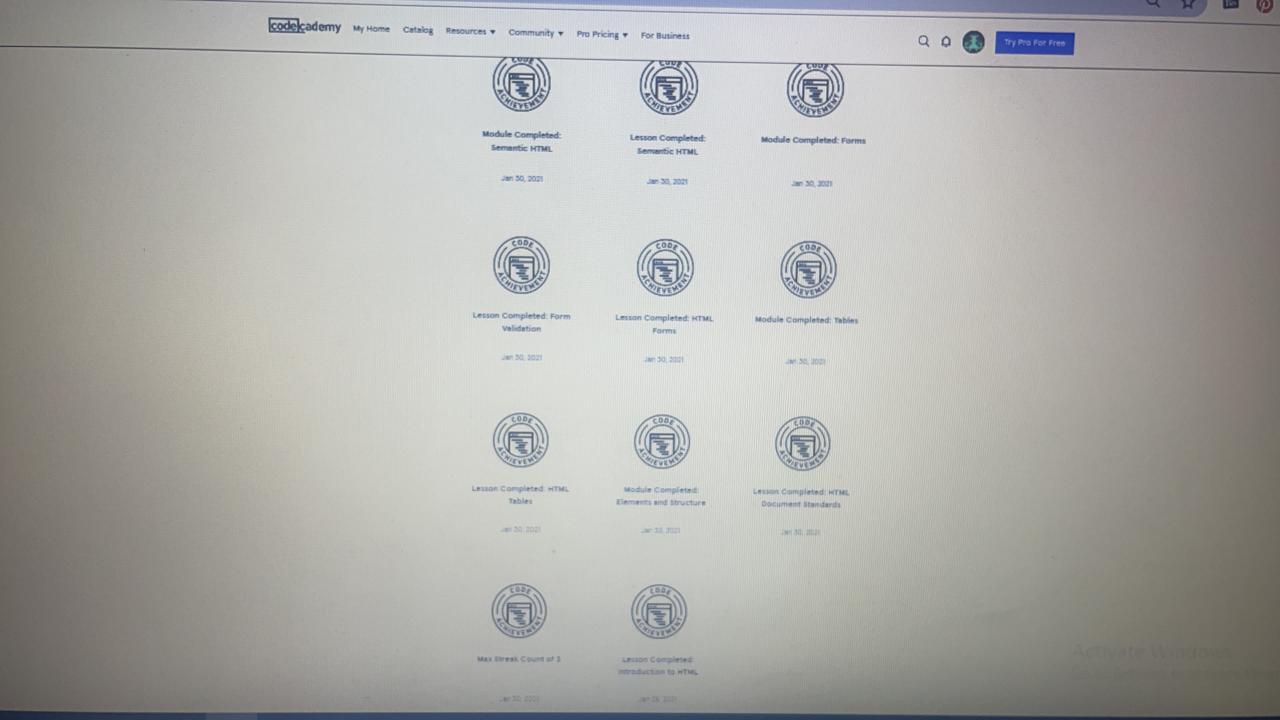 codecademy My Home Catalog Resources Community Pro Pricing For Business Try Pro For Free
CODE ACHIEVEMENT CODE ACHIEVEMENT CODE ACHIEVEMENT
Module Completed: Lesson Completed: Module Completed: Forms
Semantic HTML Semantic HTML
Jan 30, 2021 Jan 30, 2021 Jan 30, 2021
CODE ACHIEVEMENT CODE ACHIEVEMENT CODE ACHIEVEMENT
Lesson Completed: Form Lesson Completed: HTML Module Completed: Tables
Validation Forms
Jan 30, 2021 Jan 30, 2021 Jan 30, 2021
CODE ACHIEVEMENT CODE ACHIEVEMENT CODE ACHIEVEMENT
Lesson Completed: HTML Module Completed: Lesson Completed: HTML
Tables Elements and Structure Document Standards
Jan 30, 2021 Jan 30, 2021 Jan 30, 2021
CODE ACHIEVEMENT CODE ACHIEVEMENT
Max Streak Count of 3 Lesson Completed:
Introduction to HTML
Jan 30, 2021 Jan 2021
Activate Windows